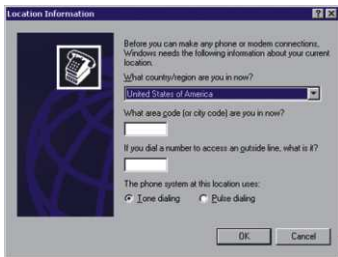 Location Information
Before you can make any phone or modem connections,
Windows needs the following information about your current
location.
What country/region are you in now?
United States of America
What area code (or city code) are you in now?
If you dial a number to access an outside line, what is it?
The phone system at this location uses:
Tone dialing Pulse dialing
OK Cancel